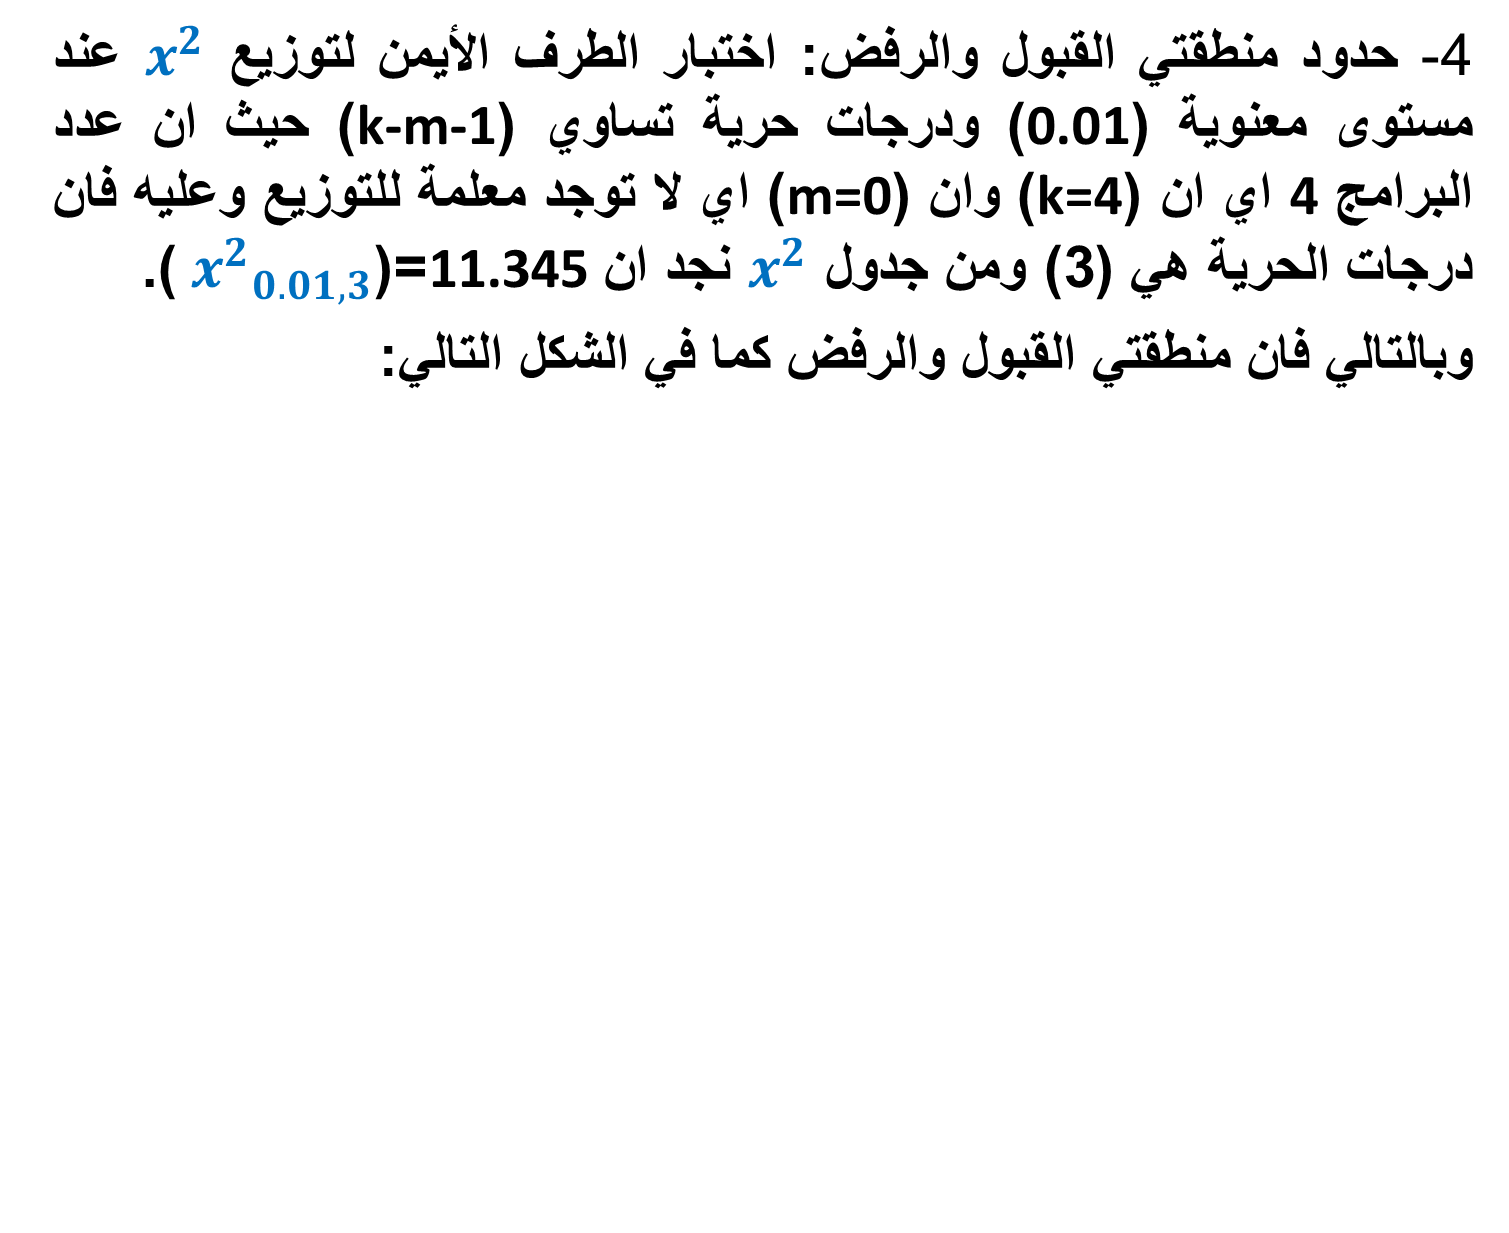 4- حدود منطقتي القبول والرفض: اختبار الطرف الأيمن لتوزيع x² عند
مستوى معنوية (0.01) ودرجات حرية تساوي (k-m-1) حيث ان عدد
البرامج 4 اي ان (k=4) وان (m=0) اي لا توجد معلمة للتوزيع وعليه فان
درجات الحرية هي (3) ومن جدول x² نجد ان 11.345=(x²₀.₀₁,₃ ).
وبالتالي فان منطقتي القبول والرفض كما في الشكل التالي: